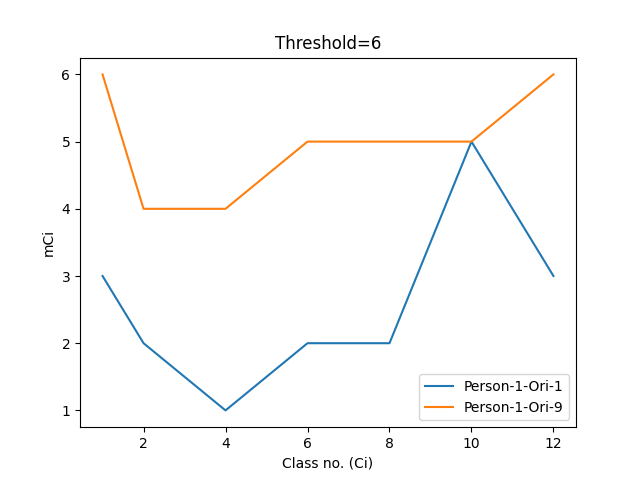 Threshold=6
6
5
4
3
2
1
mCi
2 4 6 8 10 12
Class no. (Ci)
Person-1-Ori-1
Person-1-Ori-9